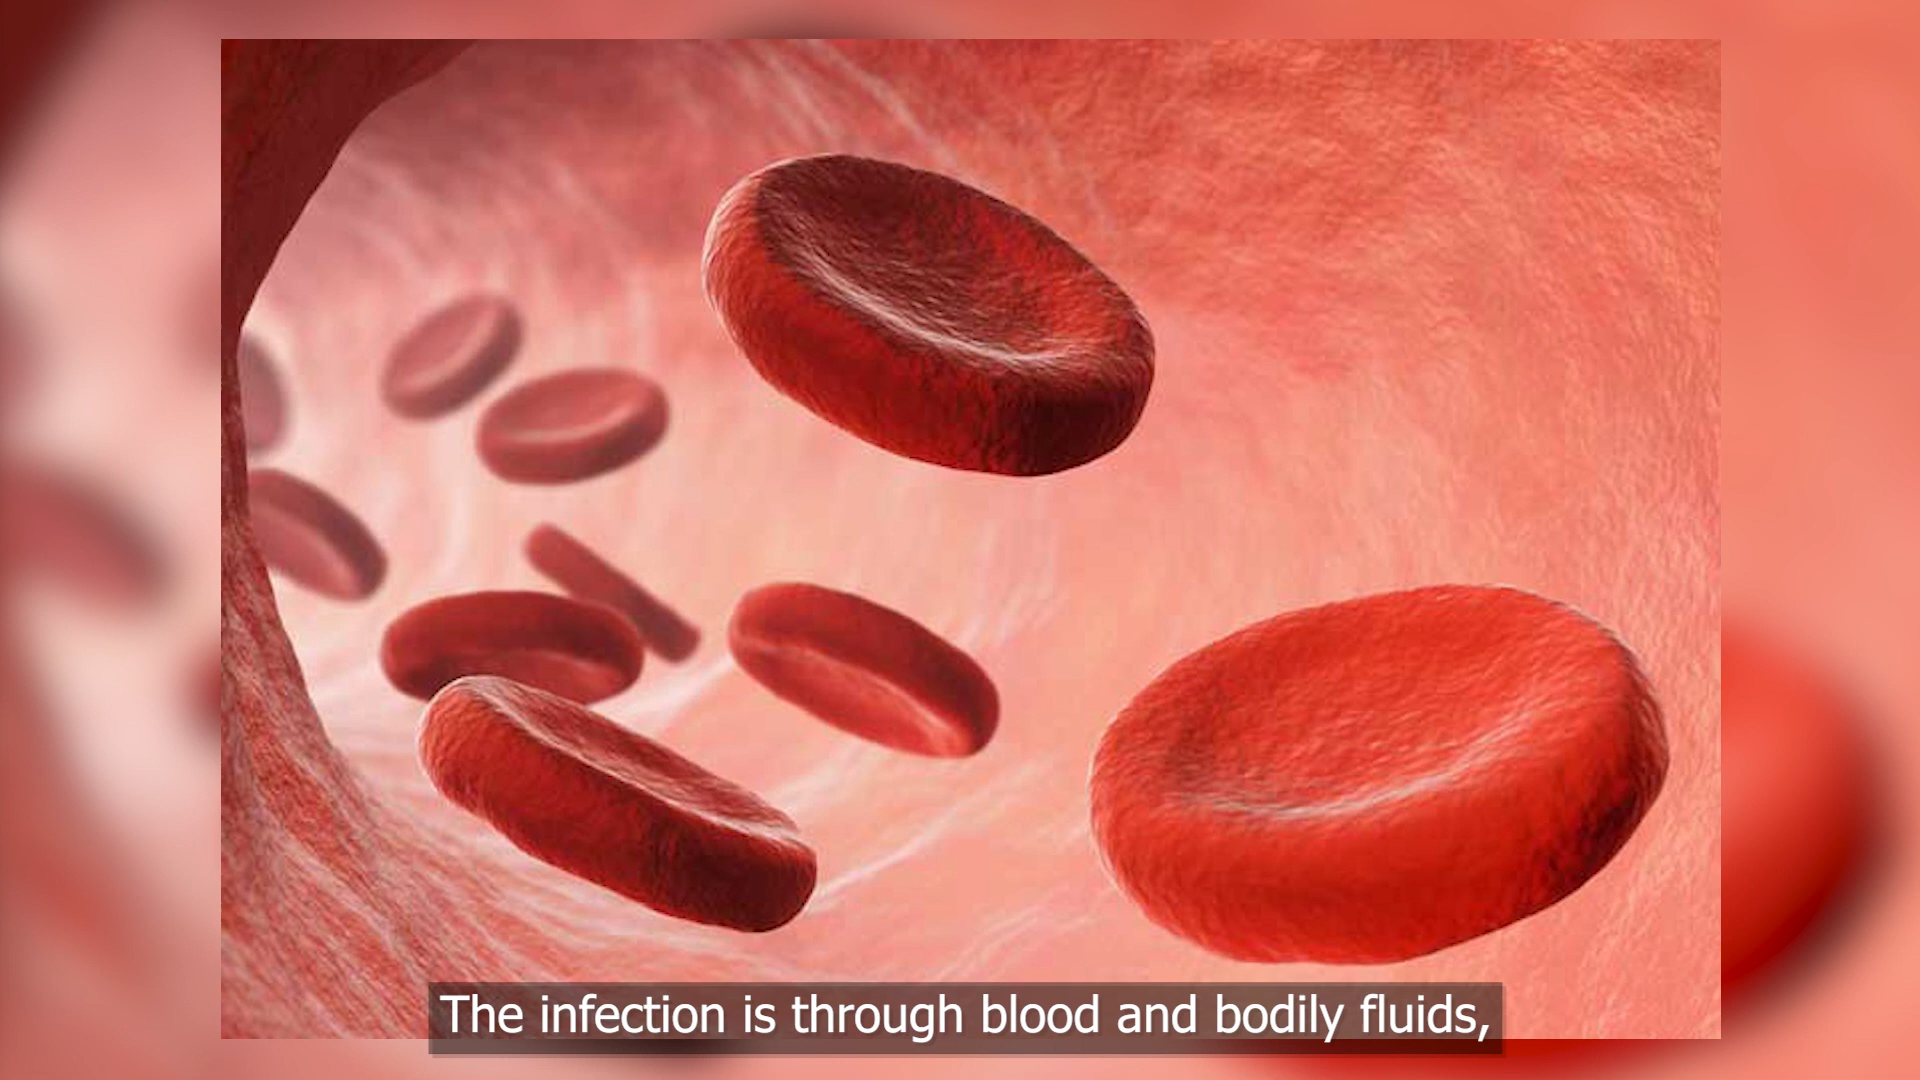 The infection is through blood and bodily fluids,